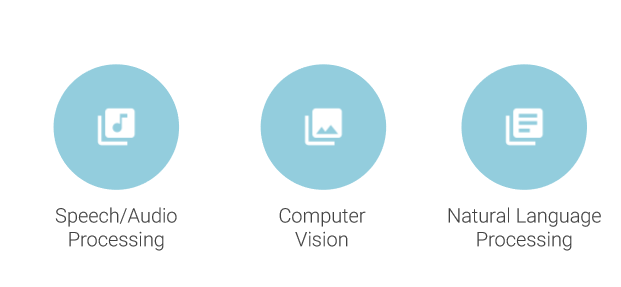 Speech/Audio
Processing
Computer
Vision
Natural Language
Processing